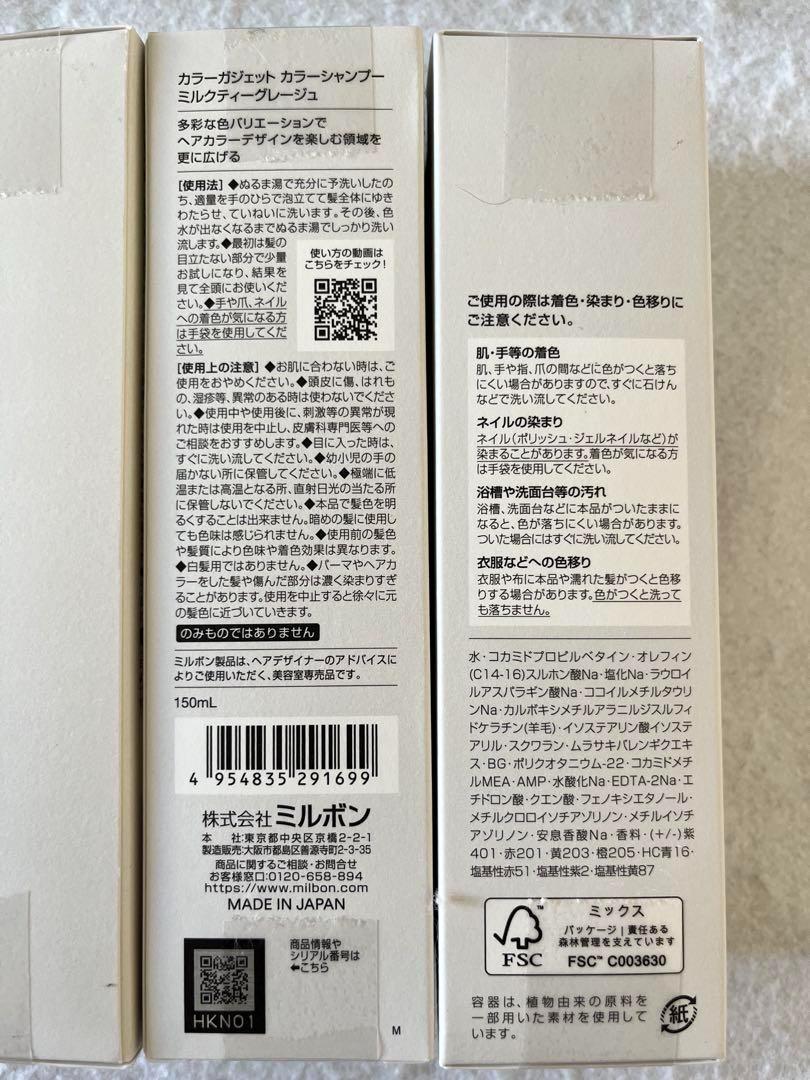 カラーガジェット カラーシャンプー
ミルクティーグレージュ
多彩な色バリエーションで
ヘアカラーデザインを楽しむ領域を
更に広げる
[使用法]◆ぬるま湯で充分に予洗いしたの
ち、適量を手のひらで泡立てて髪全体にゆき
わたらせ、ていねいに洗います。その後、色
水が出なくなるまでぬるま湯でしっかり洗い
流します。◆最初は髪の
目立たない部分で少量
お試しになり、結果を
見て全頭にお使いくだ
さい。◆手や爪、ネイル
への着色が気になる方
は手袋を使用してくだ
さい。
使い方の動画は
こちらをチェック!
[使用上の注意]◆お肌に合わない時は、ご
使用をおやめください。◆頭皮に傷、はれも
の、湿疹等、異常のある時は使わないでくださ
い。◆使用中や使用後に、刺激等の異常が現
れた時は使用を中止し、皮膚科専門医等への
ご相談をおすすめします。◆目に入った時は、
すぐに洗い流してください。◆幼小児の手の
届かない所に保管してください。◆極端に低
温または高温となる所、直射日光の当たる所
に保管しないでください。◆本品で髪色を明
るくすることは出来ません。暗めの髪に使用し
ても色味は感じられません。◆使用前の髪色
や髪質により色味や着色効果は異なります。
◆白髪用ではありません。◆パーマやヘアカ
ラーをした髪や傷んだ部分は濃く染まりすぎ
ることがあります。使用を中止すると徐々に元
の髪色に近づいていきます。
のみものではありません
ミルボン製品は、ヘアデザイナーのアドバイスに
よりご使用いただく、美容室専売品です。
150mL
4 954835 291699
株式会社 ミルボン
本 社:東京都中央区京橋2-2-1
製造販売:大阪市都島区善源寺町2-3-35
商品に関するご相談・お問合せ
お客様窓口:0120-658-894
https://www.milbon.com
MADE IN JAPAN
HKN01
商品情報や
シリアル番号は
←こちら
M
ご使用の際は着色・染まり・色移りに
ご注意ください。
肌・手等の着色
肌、手や指、爪の間などに色がつくと落ち
にくい場合がありますので、すぐに石けん
などで洗い流してください。
ネイルの染まり
ネイル(ポリッシュ・ジェルネイルなど)が
染まることがあります。着色が気になる方
は手袋を使用してください。
浴槽や洗面台等の汚れ
浴槽、洗面台などに本品がついたままに
なると、色が落ちにくい場合があります。
ついた場合にはすぐに洗い流してください。
衣服などへの色移り
衣服や布に本品や濡れた髪がつくと色移
りする場合があります。色がつくと洗って
も落ちません。
水・コカミドプロピルベタイン・オレフィン
(C14-16)スルホン酸Na・塩化Na・ラウロイ
ルアスパラギン酸Na・ココイルメチルタウリ
ンNa・カルボキシメチルアラニルジスルフィ
ドケラチン(羊毛)・イソステアリン酸イソステ
アリル・スクワラン・ムラサキバレンギクエキ
ス・BG・ポリクオタニウム-22・コカミドメ
チルMEA・AMP・水酸化Na・EDTA-2Na・エ
チドロン酸・クエン酸・フェノキシエタノール・
メチルクロロイソチアゾリノン・メチルイソチ
アゾリノン・安息香酸Na・香料・(+/-)紫
401・赤201・黄203・橙205・HC青16・
塩基性赤51・塩基性紫2・塩基性黄87
FSC
ミックス
パッケージ|責任ある
森林管理を支えています
FSC™ C003630
容器は、植物由来の原料を
一部用いた素材を使用して
います。
紙